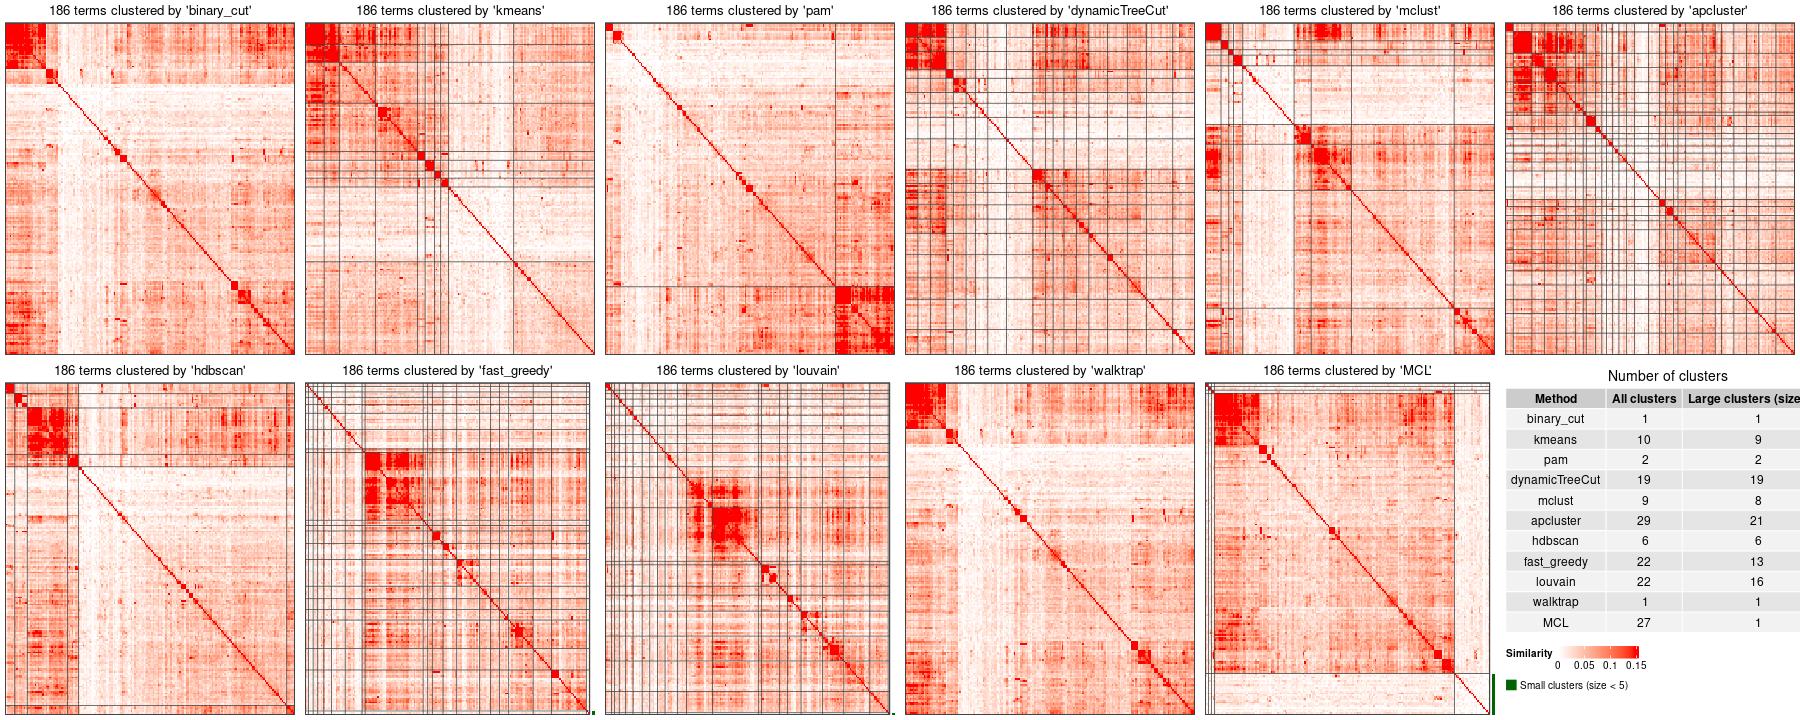 186 terms clustered by 'binary_cut'
186 terms clustered by 'kmeans'
186 terms clustered by 'pam'
186 terms clustered by 'dynamicTreeCut'
186 terms clustered by 'mclust'
186 terms clustered by 'apcluster'
186 terms clustered by 'hdbscan'
186 terms clustered by 'fast_greedy'
186 terms clustered by 'louvain'
186 terms clustered by 'walktrap'
186 terms clustered by 'MCL'
Number of clusters
Method All clusters Large clusters (size
binary_cut 1 1
kmeans 10 9
pam 2 2
dynamicTreeCut 19 19
mclust 9 8
apcluster 29 21
hdbscan 6 6
fast_greedy 22 13
louvain 22 16
walktrap 1 1
MCL 27 1
Similarity
0 0.05 0.1 0.15
Small clusters (size < 5)